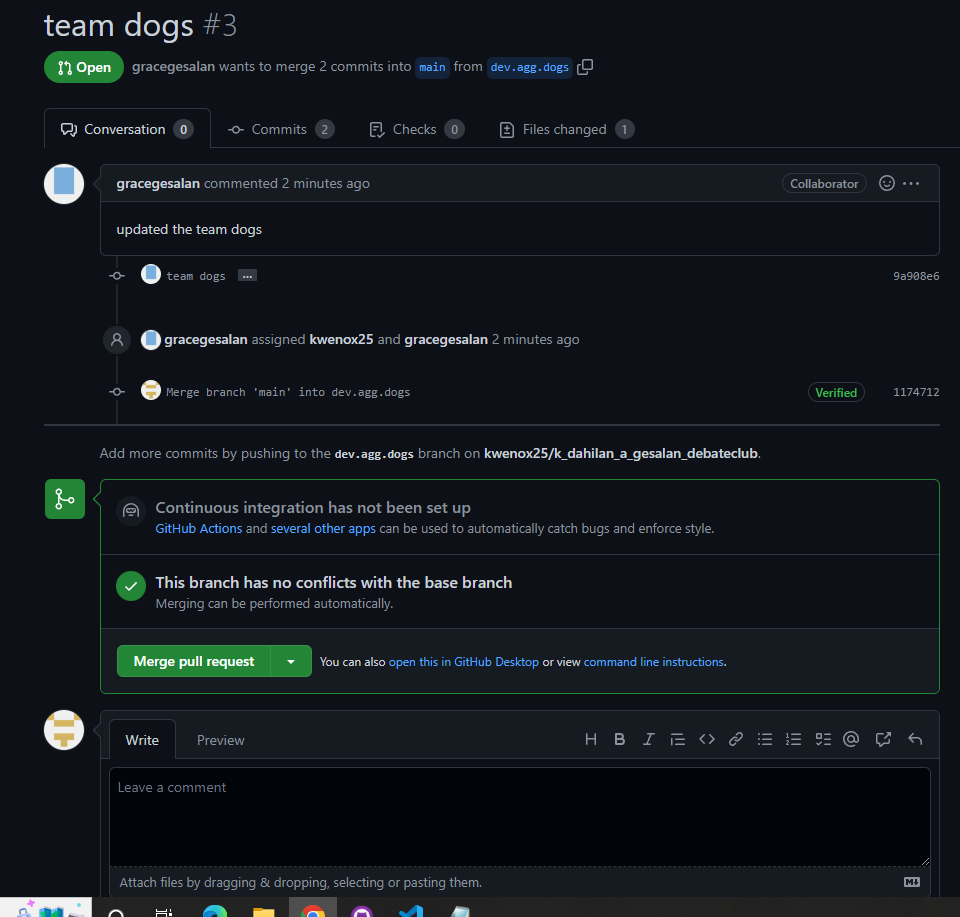 team dogs #3
Open gracegesalan wants to merge 2 commits into main from dev.agg.dogs
Conversation 0 Commits 2 Checks 0 Files changed 1
gracegesalan commented 2 minutes ago Collaborator
updated the team dogs
team dogs … 9a908e6
gracegesalan assigned kwenox25 and gracegesalan 2 minutes ago
Merge branch 'main' into dev.agg.dogs Verified 1174712
Add more commits by pushing to the dev.agg.dogs branch on kwenox25/k_dahilan_a_gesalan_debateclub.
Continuous integration has not been set up
GitHub Actions and several other apps can be used to automatically catch bugs and enforce style.
This branch has no conflicts with the base branch
Merging can be performed automatically.
Merge pull request You can also open this in GitHub Desktop or view command line instructions.
Write Preview
Leave a comment
Attach files by dragging & dropping, selecting or pasting them.